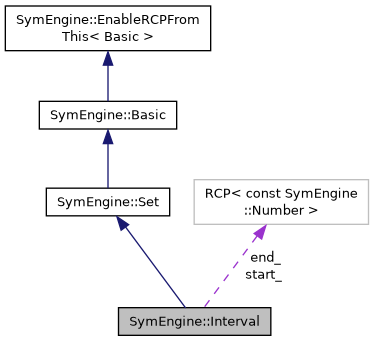 SymEngine::EnableRCPFrom
This< Basic >
SymEngine::Basic
SymEngine::Set
RCP< const SymEngine
::Number >
end_
start_
SymEngine::Interval